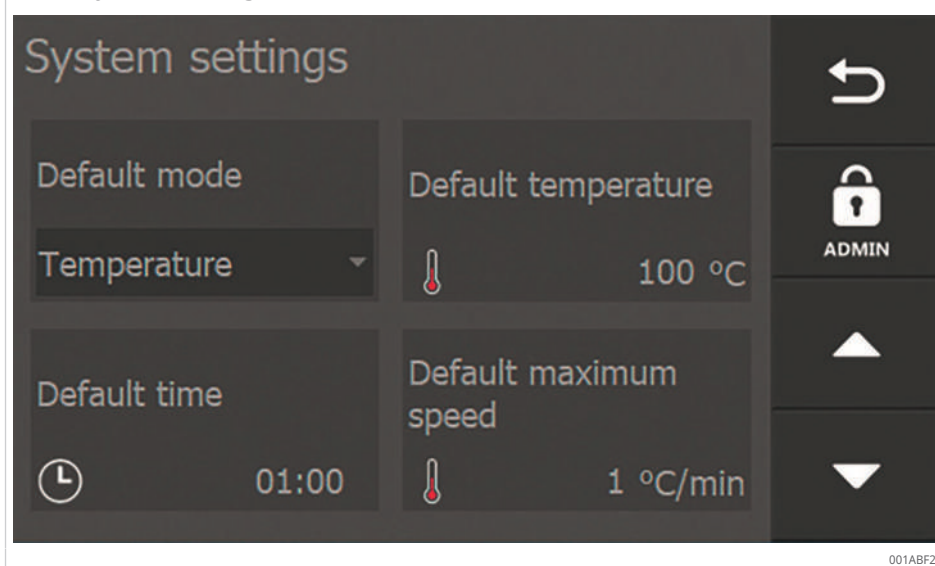 System settings
Default mode
Temperature
Default temperature
100 °C
Default time
01:00
Default maximum
speed
1 °C/min
ADMIN
001ABF2